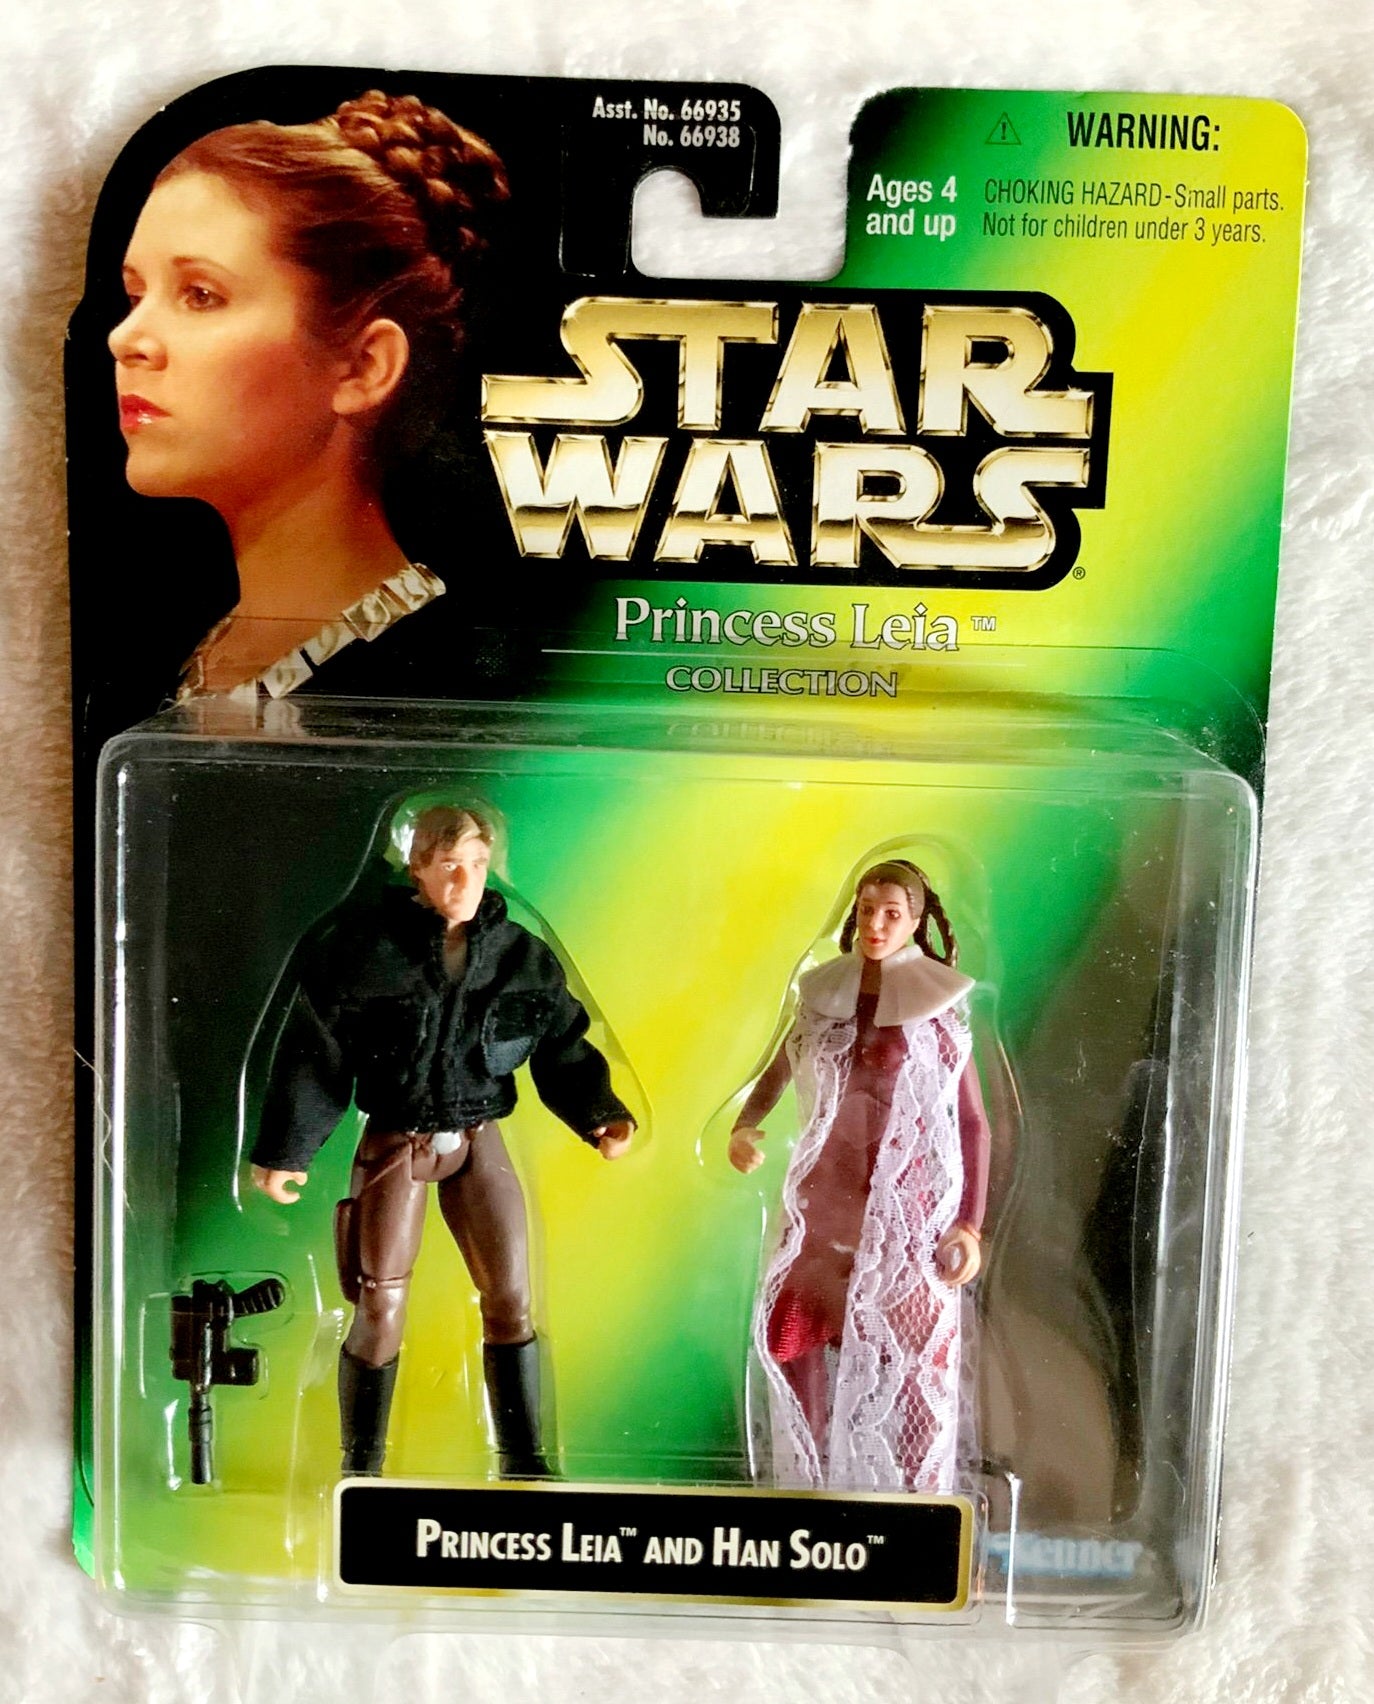 Asst. No. 66935
No. 66938
WARNING:
Ages 4
and up
CHOKING HAZARD-Small parts.
Not for children under 3 years.
STAR
WARS®
Princess Leia™
COLLECTION
PRINCESS LEIA™ AND HAN SOLO™
Kenner